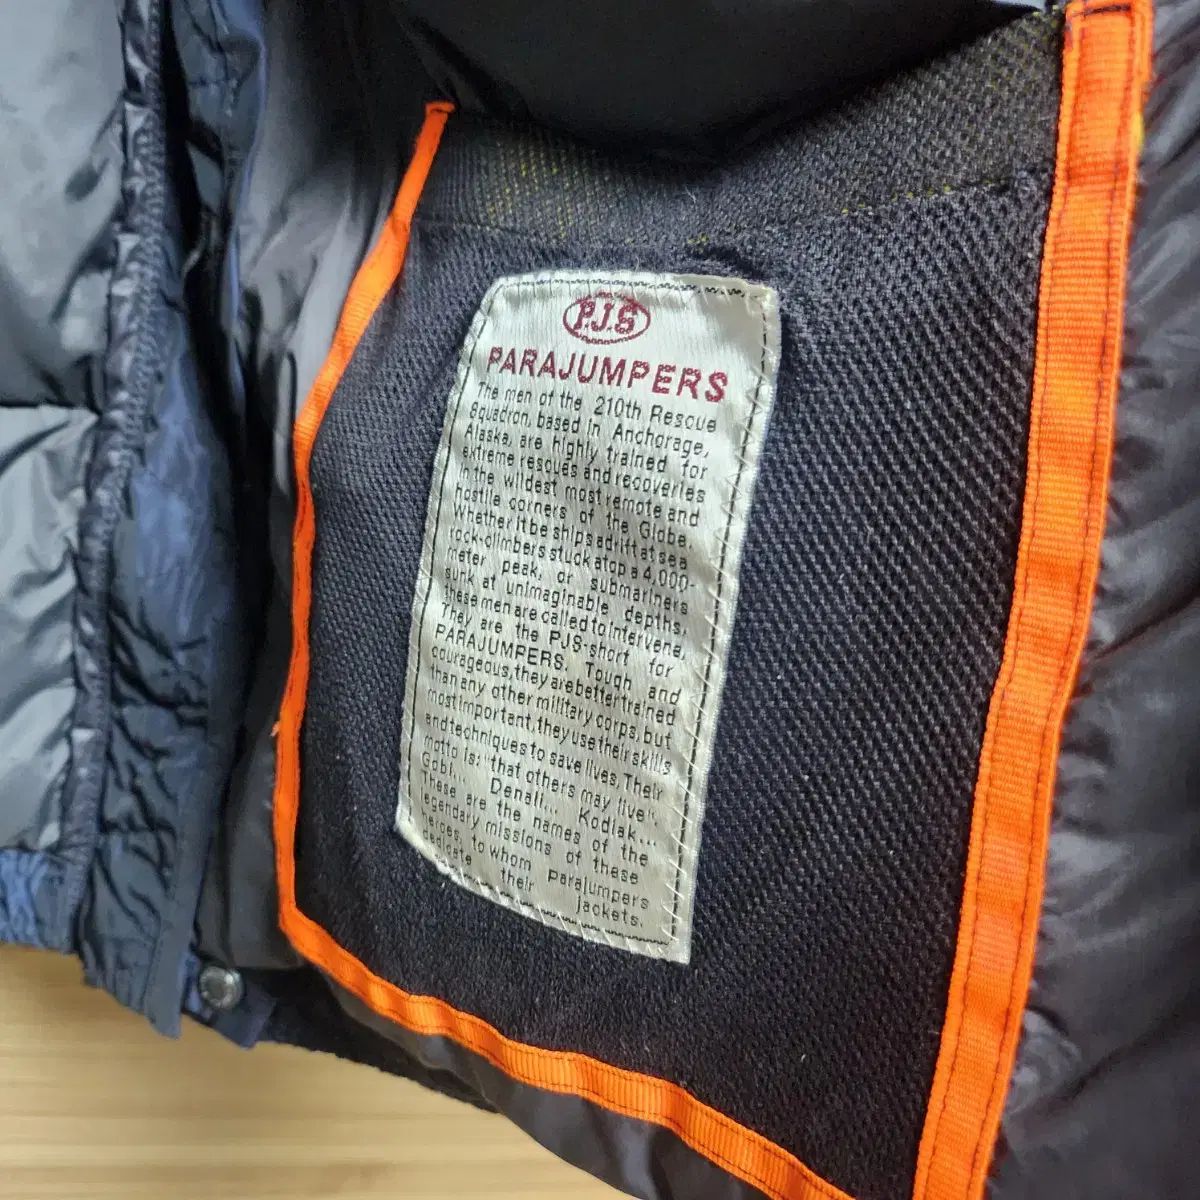 P.J.S
PARAJUMPERS
The men of the 210th Rescue
Squadron, based in Anchorage,
Alaska, are highly trained for
extreme rescues and recoveries
in the wildest most remote and
hostile corners of the Globe.
Whether it be ships adrift at sea
rock-climbers stuck atop a 4,000-
meter peak, or submariners
sunk at unimaginable depths,
these men are called to intervene.
They are the PJS-short for
PARAJUMPERS. Tough and
courageous, they are better trained
than any other military corps, but
most important, they use their skills
and techniques to save lives. Their
motto is: "that others may live".
Gobi... Denali... Kodiak...
These are the names of the
legendary missions of these
heroes, to whom Parajumpers
dedicate their jackets.